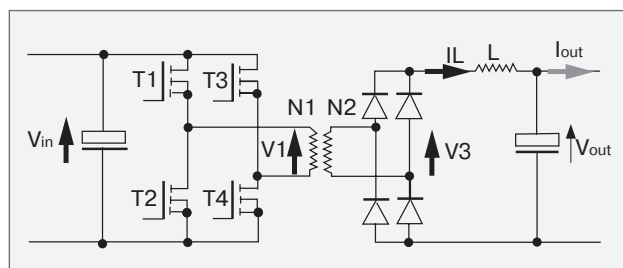 IL L Iout
T1 T3
N1 N2
Vin V1 V3 Vout
T2 T4